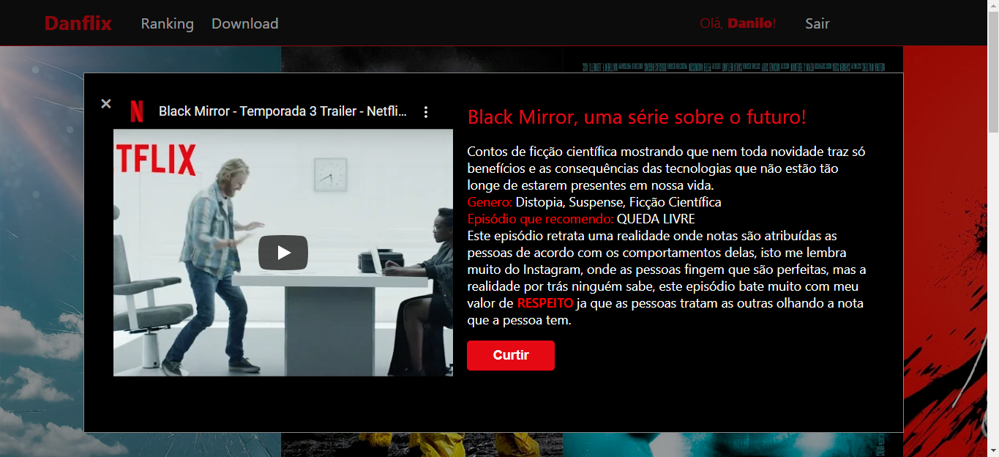 Danflix
Ranking
Download
Olá, Danilo!
Sair
Black Mirror - Temporada 3 Trailer - Netfli...
TFLIX
Black Mirror, uma série sobre o futuro!
Contos de ficção científica mostrando que nem toda novidade traz só
benefícios e as consequências das tecnologias que não estão tão
longe de estarem presentes em nossa vida.
Genero: Distopia, Suspense, Ficção Científica
Episódio que recomendo: QUEDA LIVRE
Este episódio retrata uma realidade onde notas são atribuídas as
pessoas de acordo com os comportamentos delas, isto me lembra
muito do Instagram, onde as pessoas fingem que são perfeitas, mas a
realidade por trás ninguém sabe, este episódio bate muito com meu
valor de RESPEITO ja que as pessoas tratam as outras olhando a nota
que a pessoa tem.
Curtir